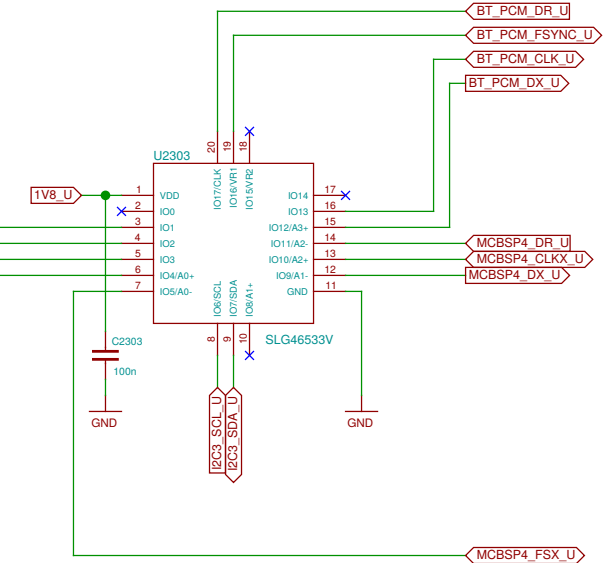 BT_PCM_DR_U
BT_PCM_FSYNC_U
BT_PCM_CLK_U
BT_PCM_DX_U
U2303
20
19
18
IO17/CLK
IO16/VR1
IO15/VR2
1V8_U
1 VDD
2 IO0
3 IO1
4 IO2
5 IO3
6 IO4/A0+
7 IO5/A0-
IO14 17
IO13 16
IO12/A3+ 15
IO11/A2- 14
IO10/A2+ 13
IO9/A1- 12
GND 11
MCBSP4_DR_U
MCBSP4_CLKX_U
MCBSP4_DX_U
IO6/SCL
IO7/SDA
IO8/A1+
8
9
10
SLG46533V
C2303
100n
GND
GND
I2C3_SCL_U
I2C3_SDA_U
MCBSP4_FSX_U